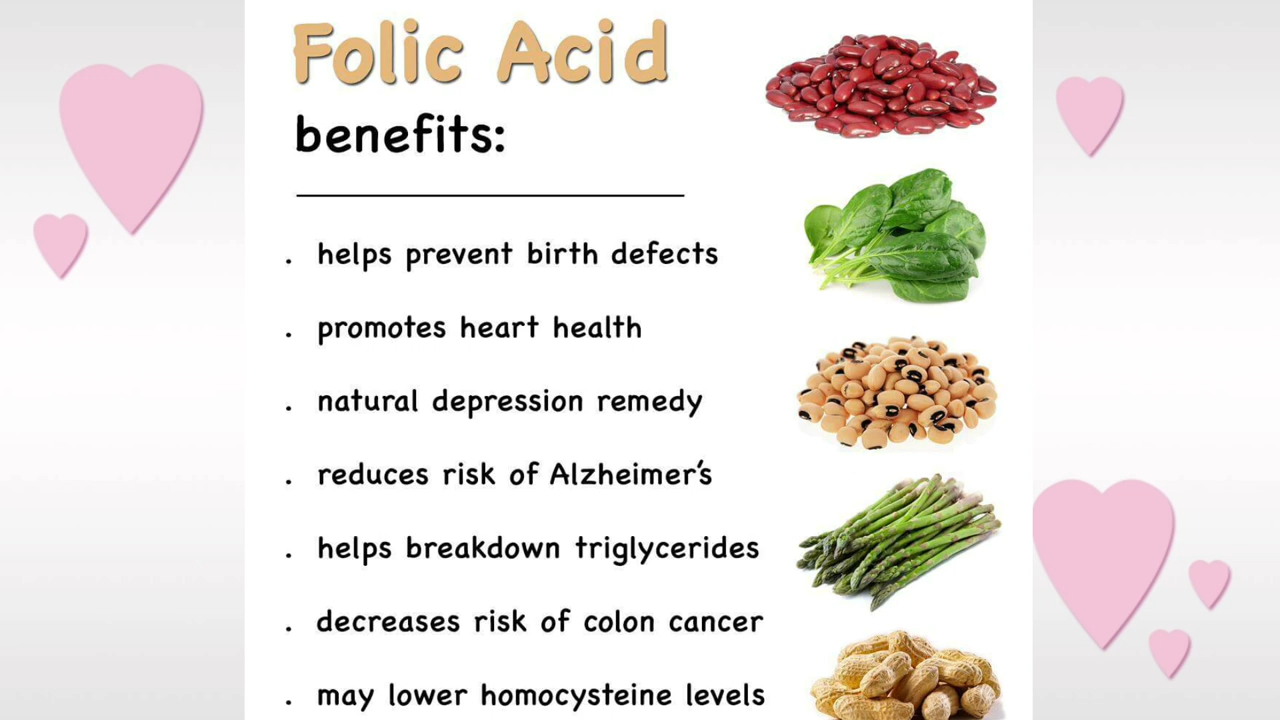 Folic Acid
benefits:
. helps prevent birth defects
. promotes heart health
. natural depression remedy
. reduces risk of Alzheimer's
. helps breakdown triglycerides
. decreases risk of colon cancer
. may lower homocysteine levels